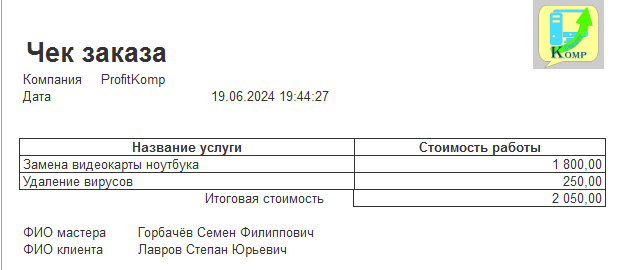 Komp
Чек заказа
Компания ProfitKomp
Дата 19.06.2024 19:44:27
Название услуги Стоимость работы
Замена видеокарты ноутбука 1 800,00
Удаление вирусов 250,00
Итоговая стоимость 2 050,00
ФИО мастера Горбачёв Семен Филиппович
ФИО клиента Лавров Степан Юрьевич